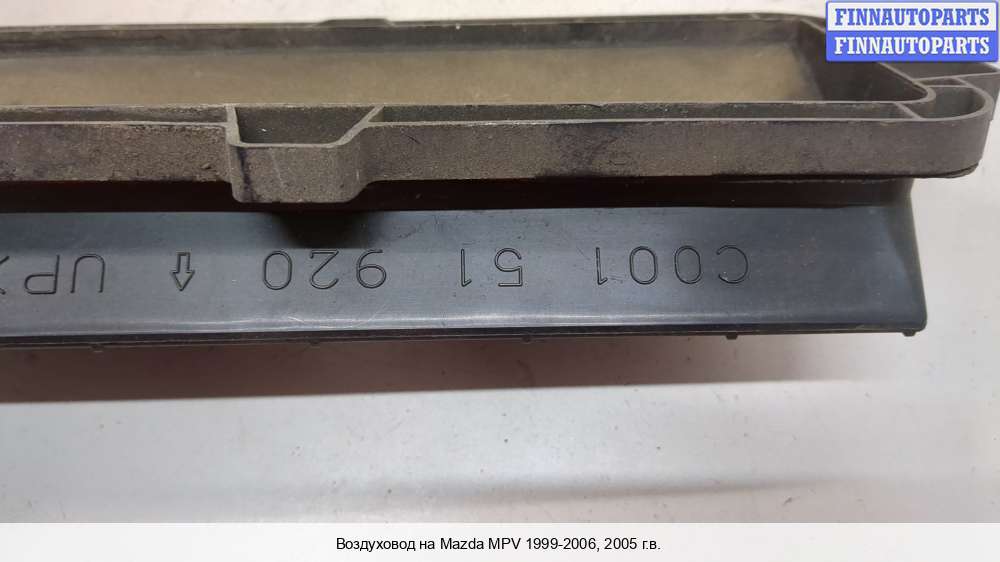 FINNAUTOPARTS
FINNAUTOPARTS
C001 51 920 ⇧ UP
Воздуховод на Mazda MPV 1999-2006, 2005 г.в.